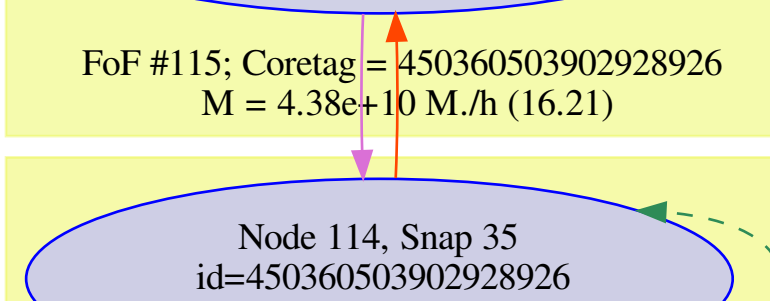 FoF #115; Coretag = 450360503902928926
M = 4.38e+10 M./h (16.21)
Node 114, Snap 35
id=450360503902928926